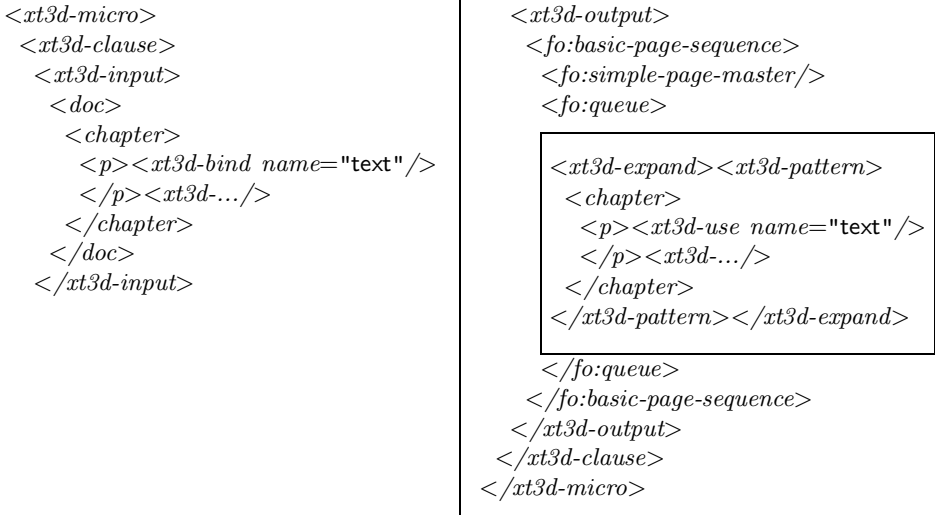 <xt3d-micro>
<xt3d-clause>
<xt3d-input>
<doc>
<chapter>
<p><xt3d-bind name="text"/>
</p><xt3d-.../>
</chapter>
</doc>
</xt3d-input>
<xt3d-output>
<fo:basic-page-sequence>
<fo:simple-page-master/>
<fo:queue>
<xt3d-expand><xt3d-pattern>
<chapter>
<p><xt3d-use name="text"/>
</p><xt3d-.../>
</chapter>
</xt3d-pattern></xt3d-expand>
</fo:queue>
</fo:basic-page-sequence>
</xt3d-output>
</xt3d-clause>
</xt3d-micro>